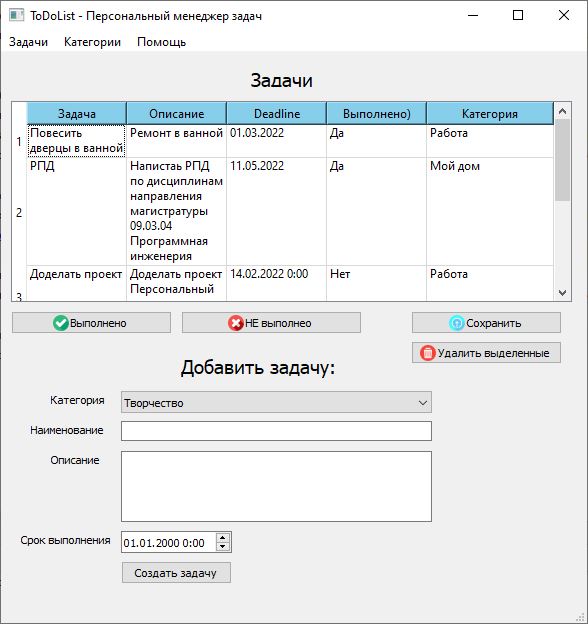 ToDoList - Персональный менеджер задач
Задачи Категории Помощь
Задачи
Задача Описание Deadline Выполнено) Категория
1 Повесить дверцы в ванной Ремонт в ванной 01.03.2022 Да Работа
2 РПД Напистаь РПД по дисциплинам направления магистратуры 09.03.04 Программная инженерия 11.05.2022 Да Мой дом
3 Доделать проект Доделать проект Персональный 14.02.2022 0:00 Нет Работа
Выполнено НЕ выполнео Сохранить
Удалить выделенные
Добавить задачу:
Категория Творчество
Наименование
Описание
Срок выполнения 01.01.2000 0:00
Создать задачу